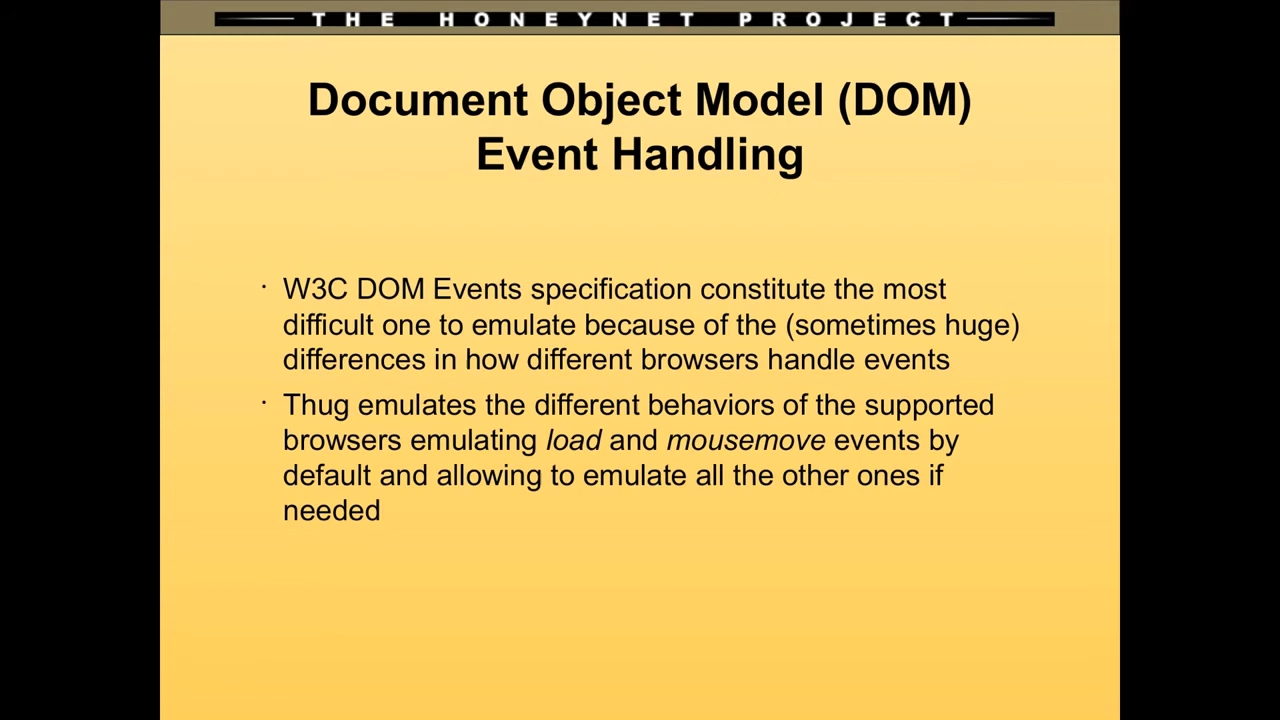 THE HONEYNET PROJECT
Document Object Model (DOM)
Event Handling
· W3C DOM Events specification constitute the most
difficult one to emulate because of the (sometimes huge)
differences in how different browsers handle events
· Thug emulates the different behaviors of the supported
browsers emulating load and mousemove events by
default and allowing to emulate all the other ones if
needed